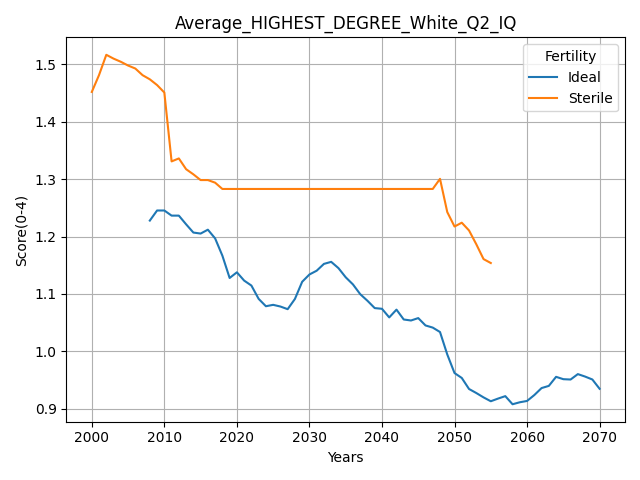 Average_HIGHEST_DEGREE_White_Q2_IQ
Fertility
Ideal
Sterile
Score(0-4)
1.5
1.4
1.3
1.2
1.1
1.0
0.9
2000 2010 2020 2030 2040 2050 2060 2070
Years